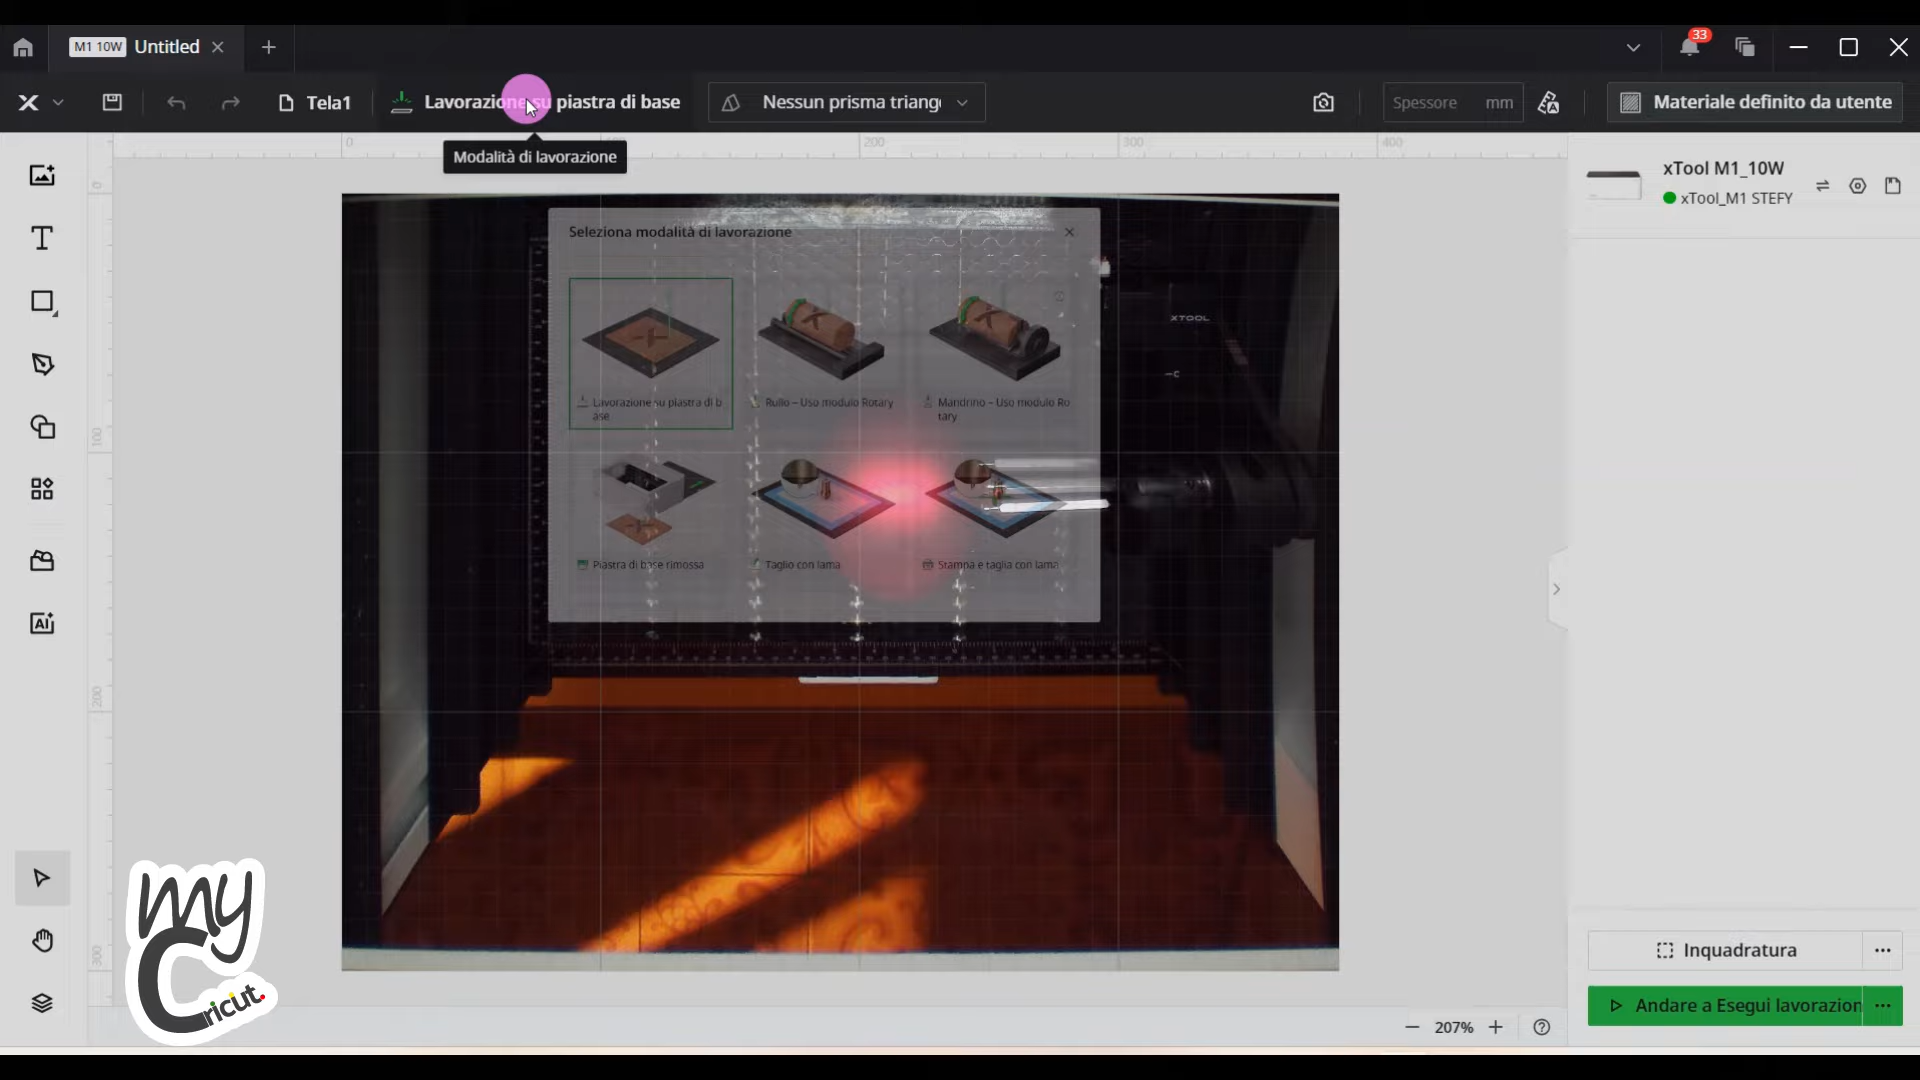 M1 10W Untitled
33
Tela1
Lavorazione su piastra di base
Nessun prisma triang
Spessore mm
Materiale definito da utente
Modalità di lavorazione
0
200
300
400
0
100
200
300
xTool M1_10W
xTool_M1 STEFY
Seleziona modalità di lavorazione
Lavorazione su piastra di b
ase
Rullo – Uso modulo Rotary
Mandrino – Uso modulo Ro
tary
Piastra di base rimossa
Taglio con lama
Stampa e taglia con lama
XTOOL
AI
my
Cricut.
Inquadratura
Andare a Esegui lavorazion
207%